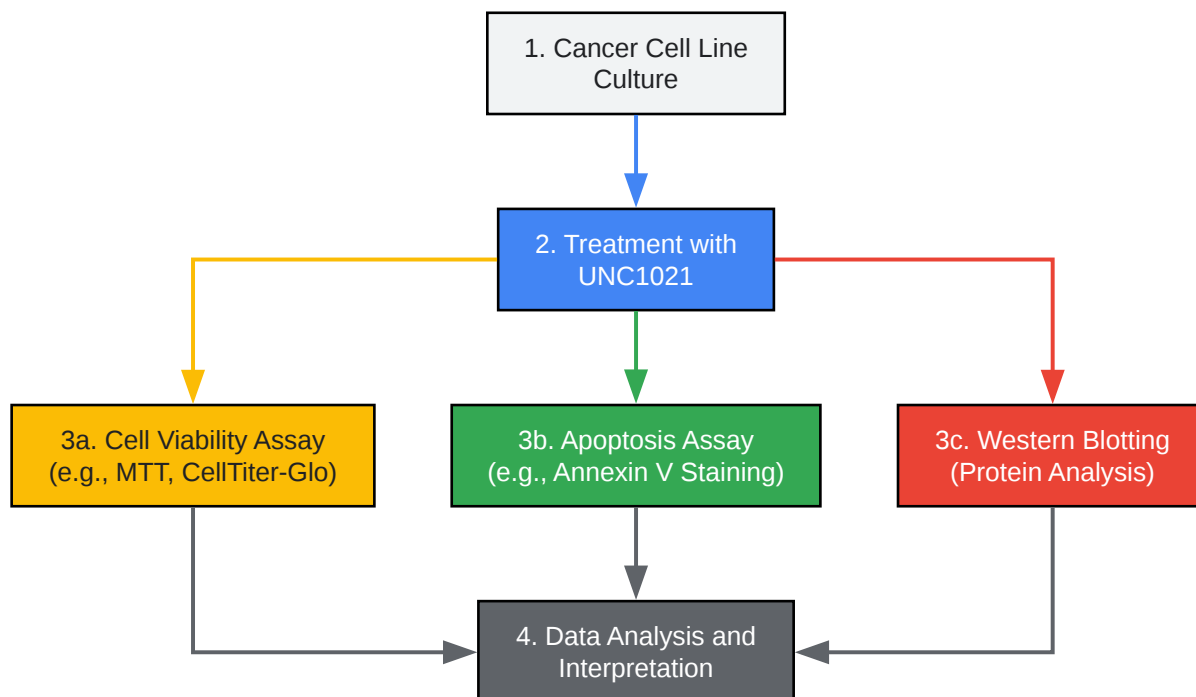 1. Cancer Cell Line
Culture
2. Treatment with
UNC1021
3a. Cell Viability Assay
(e.g., MTT, CellTiter-Glo)
3b. Apoptosis Assay
(e.g., Annexin V Staining)
3c. Western Blotting
(Protein Analysis)
4. Data Analysis and
Interpretation